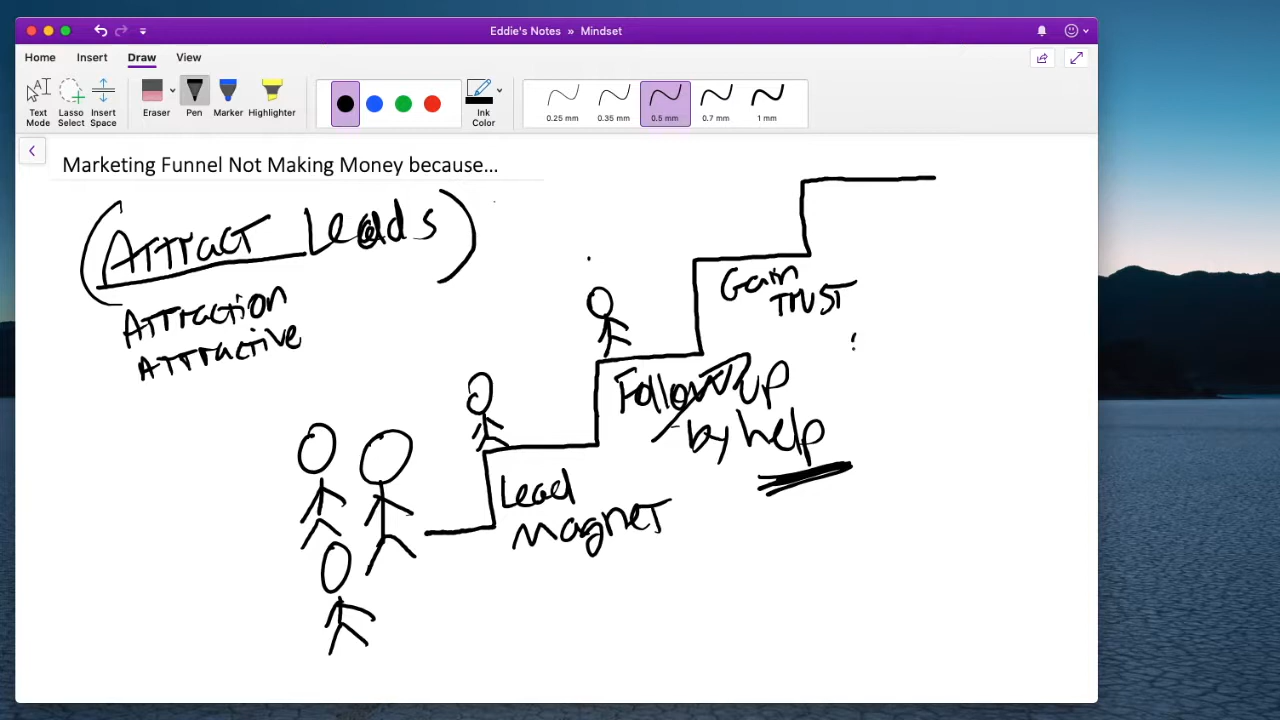 Eddie's Notes » Mindset
Home Insert Draw View
Text Mode
Lasso Select
Insert Space
Eraser
Pen
Marker
Highlighter
Ink Color
0.25 mm
0.35 mm
0.5 mm
0.7 mm
1 mm
Marketing Funnel Not Making Money because...
(Attract Leads)
Attraction
Attractive
Gain
Trust
Follow up
by help
Lead
Magnet